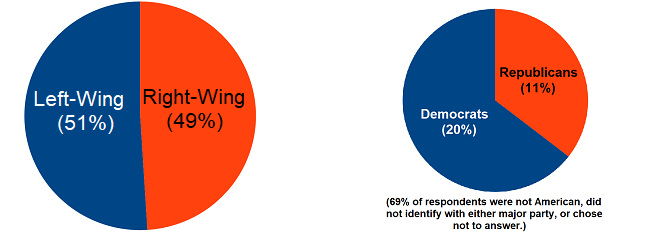 Left-Wing
(51%)
Right-Wing
(49%)
Democrats
(20%)
Republicans
(11%)
(69% of respondents were not American, did
not identify with either major party, or chose
not to answer.)